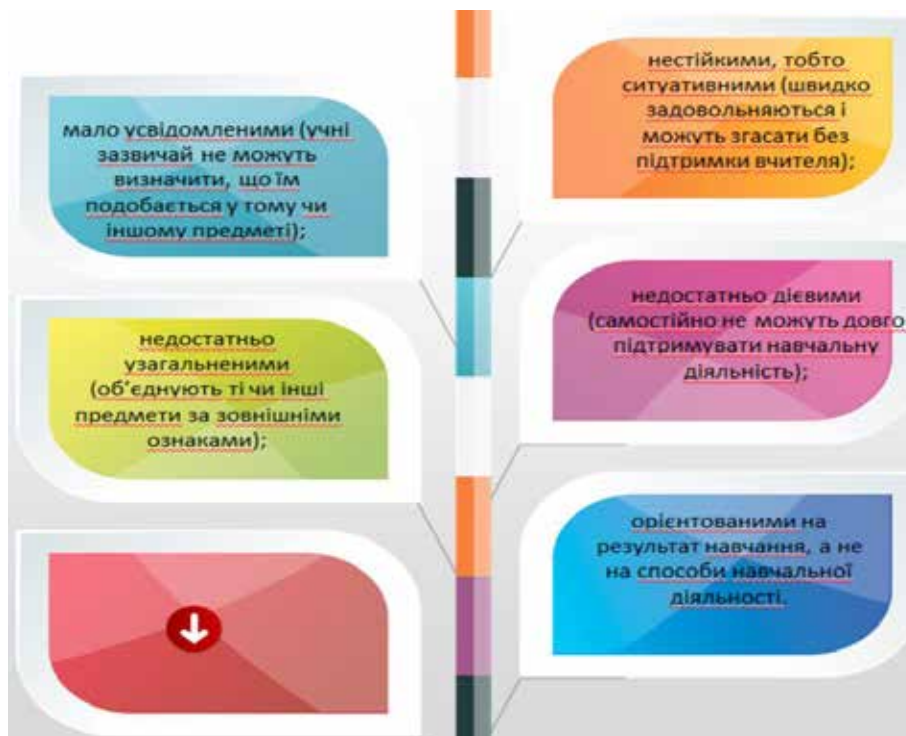 нестійкими, тобто
ситуативними (швидко
задовольняються і
можуть згасати без
підтримки вчителя);
мало усвідомленими (учні
зазвичай не можуть
визначити, що їм
подобається у тому чи
іншому предметі);
недостатньо дієвими
(самостійно не можуть довго
підтримувати навчальну
діяльність);
недостатньо
узагальненими
(об’єднують ті чи інші
предмети за зовнішніми
ознаками);
орієнтованими на
результат навчання, а не
на способи навчальної
діяльності.